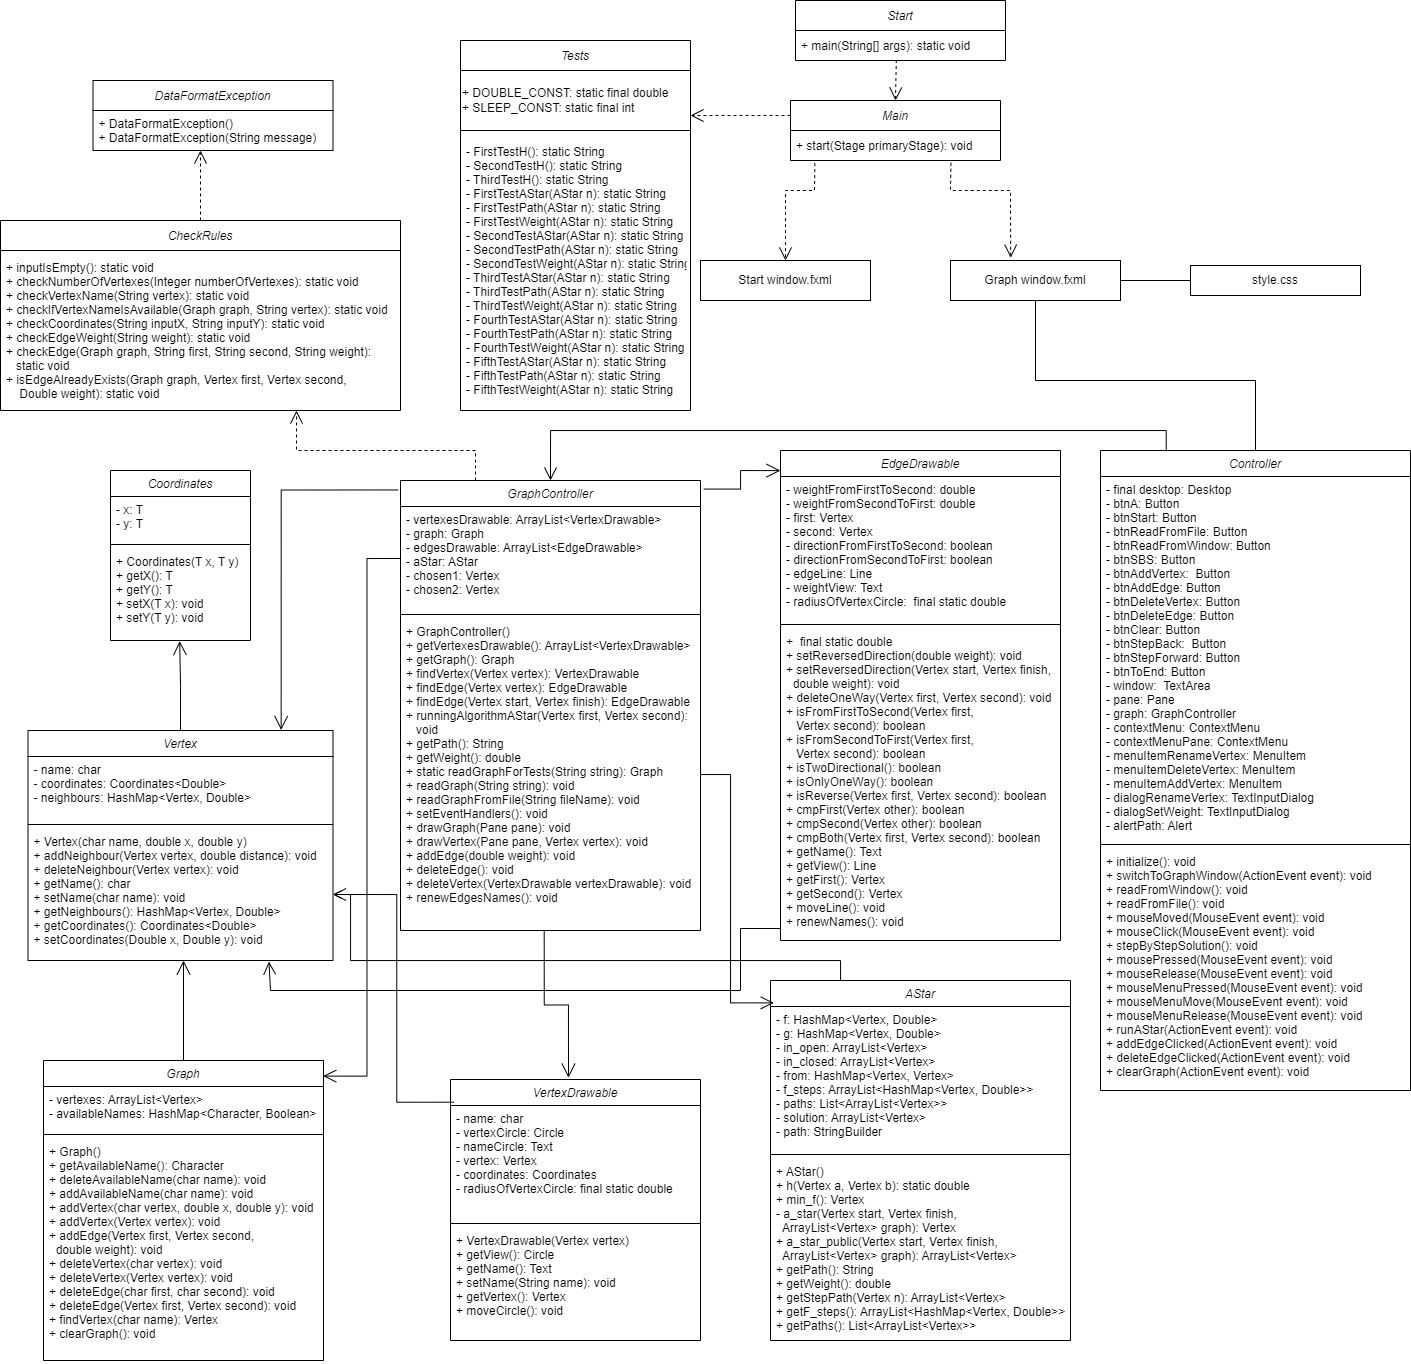 Start
+ main(String[] args): static void
Tests
+ DOUBLE_CONST: static final double
+ SLEEP_CONST: static final int
- FirstTestH(): static String
- SecondTestH(): static String
- ThirdTestH(): static String
- FirstTestAStar(AStar n): static String
- FirstTestPath(AStar n): static String
- FirstTestWeight(AStar n): static String
- SecondTestAStar(AStar n): static String
- SecondTestPath(AStar n): static String
- SecondTestWeight(AStar n): static String
- ThirdTestAStar(AStar n): static String
- ThirdTestPath(AStar n): static String
- ThirdTestWeight(AStar n): static String
- FourthTestAStar(AStar n): static String
- FourthTestPath(AStar n): static String
- FourthTestWeight(AStar n): static String
- FifthTestAStar(AStar n): static String
- FifthTestPath(AStar n): static String
- FifthTestWeight(AStar n): static String
DataFormatException
+ DataFormatException()
+ DataFormatException(String message)
Main
+ start(Stage primaryStage): void
CheckRules
+ inputIsEmpty(): static void
+ checkNumberOfVertexes(Integer numberOfVertexes): static void
+ checkVertexName(String vertex): static void
+ checkIfVertexNameIsAvailable(Graph graph, String vertex): static void
+ checkCoordinates(String inputX, String inputY): static void
+ checkEdgeWeight(String weight): static void
+ checkEdge(Graph graph, String first, String second, String weight):
static void
+ isEdgeAlreadyExists(Graph graph, Vertex first, Vertex second,
Double weight): static void
Start window.fxml
Graph window.fxml
style.css
Coordinates
- x: T
- y: T
+ Coordinates(T x, T y)
+ getX(): T
+ getY(): T
+ setX(T x): void
+ setY(T y): void
GraphController
- vertexesDrawable: ArrayList<VertexDrawable>
- graph: Graph
- edgesDrawable: ArrayList<EdgeDrawable>
- aStar: AStar
- chosen1: Vertex
- chosen2: Vertex
+ GraphController()
+ getVertexesDrawable(): ArrayList<VertexDrawable>
+ getGraph(): Graph
+ findVertex(Vertex vertex): VertexDrawable
+ findEdge(Vertex vertex): EdgeDrawable
+ findEdge(Vertex start, Vertex finish): EdgeDrawable
+ runningAlgorithmAStar(Vertex first, Vertex second):
void
+ getPath(): String
+ getWeight(): double
+ static readGraphForTests(String string): Graph
+ readGraph(String string): void
+ readGraphFromFile(String fileName): void
+ setEventHandlers(): void
+ drawGraph(Pane pane): void
+ drawVertex(Pane pane, Vertex vertex): void
+ addEdge(double weight): void
+ deleteEdge(): void
+ deleteVertex(VertexDrawable vertexDrawable): void
+ renewEdgesNames(): void
EdgeDrawable
- weightFromFirstToSecond: double
- weightFromSecondToFirst: double
- first: Vertex
- second: Vertex
- directionFromFirstToSecond: boolean
- directionFromSecondToFirst: boolean
- edgeLine: Line
- weightView: Text
- radiusOfVertexCircle: final static double
+ final static double
+ setReversedDirection(double weight): void
+ setReversedDirection(Vertex start, Vertex finish,
double weight): void
+ deleteOneWay(Vertex first, Vertex second): void
+ isFromFirstToSecond(Vertex first,
Vertex second): boolean
+ isFromSecondToFirst(Vertex first,
Vertex second): boolean
+ isTwoDirectional(): boolean
+ isOnlyOneWay(): boolean
+ isReverse(Vertex first, Vertex second): boolean
+ cmpFirst(Vertex other): boolean
+ cmpSecond(Vertex other): boolean
+ cmpBoth(Vertex first, Vertex second): boolean
+ getName(): Text
+ getView(): Line
+ getFirst(): Vertex
+ getSecond(): Vertex
+ moveLine(): void
+ renewNames(): void
Controller
- final desktop: Desktop
- btnA: Button
- btnStart: Button
- btnReadFromFile: Button
- btnReadFromWindow: Button
- btnSBS: Button
- btnAddVertex: Button
- btnAddEdge: Button
- btnDeleteVertex: Button
- btnDeleteEdge: Button
- btnClear: Button
- btnStepBack: Button
- btnStepForward: Button
- btnToEnd: Button
- window: TextArea
- pane: Pane
- graph: GraphController
- contextMenu: ContextMenu
- contextMenuPane: ContextMenu
- menuItemRenameVertex: MenuItem
- menuItemDeleteVertex: MenuItem
- menuItemAddVertex: MenuItem
- dialogRenameVertex: TextInputDialog
- dialogSetWeight: TextInputDialog
- alertPath: Alert
+ initialize(): void
+ switchToGraphWindow(ActionEvent event): void
+ readFromWindow(): void
+ readFromFile(): void
+ mouseMoved(MouseEvent event): void
+ mouseClick(MouseEvent event): void
+ stepByStepSolution(): void
+ mousePressed(MouseEvent event): void
+ mouseRelease(MouseEvent event): void
+ mouseMenuPressed(MouseEvent event): void
+ mouseMenuMove(MouseEvent event): void
+ mouseMenuRelease(MouseEvent event): void
+ runAStar(ActionEvent event): void
+ addEdgeClicked(ActionEvent event): void
+ deleteEdgeClicked(ActionEvent event): void
+ clearGraph(ActionEvent event): void
Vertex
- name: char
- coordinates: Coordinates<Double>
- neighbours: HashMap<Vertex, Double>
+ Vertex(char name, double x, double y)
+ addNeighbour(Vertex vertex, double distance): void
+ deleteNeighbour(Vertex vertex): void
+ getName(): char
+ setName(char name): void
+ getNeighbours(): HashMap<Vertex, Double>
+ getCoordinates(): Coordinates<Double>
+ setCoordinates(Double x, Double y): void
Graph
- vertexes: ArrayList<Vertex>
- availableNames: HashMap<Character, Boolean>
+ Graph()
+ getAvailableName(): Character
+ deleteAvailableName(char name): void
+ addAvailableName(char name): void
+ addVertex(char vertex, double x, double y): void
+ addVertex(Vertex vertex): void
+ addEdge(Vertex first, Vertex second,
double weight): void
+ deleteVertex(char vertex): void
+ deleteVertex(Vertex vertex): void
+ deleteEdge(char first, char second): void
+ deleteEdge(Vertex first, Vertex second): void
+ findVertex(char name): Vertex
+ clearGraph(): void
VertexDrawable
- name: char
- vertexCircle: Circle
- nameCircle: Text
- vertex: Vertex
- coordinates: Coordinates
- radiusOfVertexCircle: final static double
+ VertexDrawable(Vertex vertex)
+ getView(): Circle
+ getName(): Text
+ setName(String name): void
+ getVertex(): Vertex
+ moveCircle(): void
AStar
- f: HashMap<Vertex, Double>
- g: HashMap<Vertex, Double>
- in_open: ArrayList<Vertex>
- in_closed: ArrayList<Vertex>
- from: HashMap<Vertex, Vertex>
- f_steps: ArrayList<HashMap<Vertex, Double>>
- paths: List<ArrayList<Vertex>>
- solution: ArrayList<Vertex>
- path: StringBuilder
+ AStar()
+ h(Vertex a, Vertex b): static double
+ min_f(): Vertex
- a_star(Vertex start, Vertex finish,
ArrayList<Vertex> graph): Vertex
+ a_star_public(Vertex start, Vertex finish,
ArrayList<Vertex> graph): ArrayList<Vertex>
+ getPath(): String
+ getWeight(): double
+ getStepPath(Vertex n): ArrayList<Vertex>
+ getF_steps(): ArrayList<HashMap<Vertex, Double>>
+ getPaths(): List<ArrayList<Vertex>>